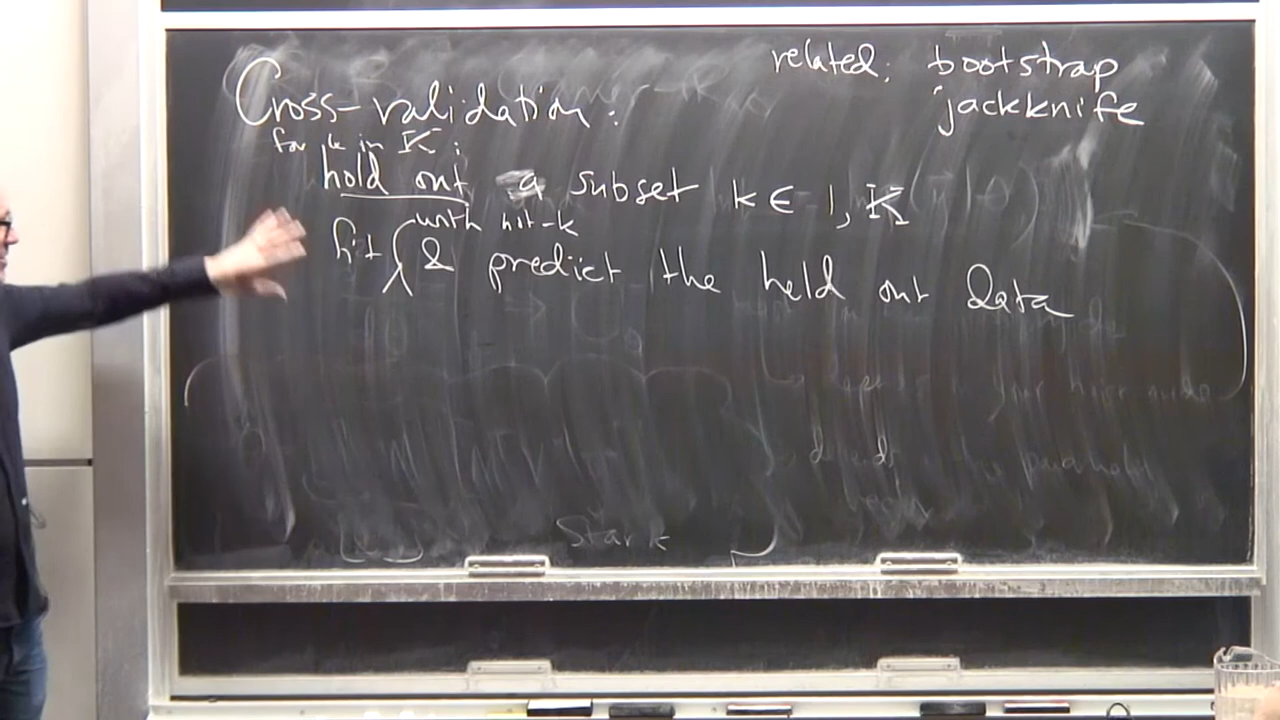 related: bootstrap
jackknife
Cross-validation:
for k in K:
hold out a subset k ∈ 1, K
with not-k
fit & predict the held out data
Stark